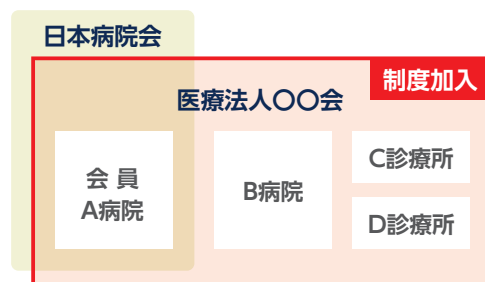 日本病院会
制度加入
医療法人〇〇会
会 員
A病院
B病院
C診療所
D診療所